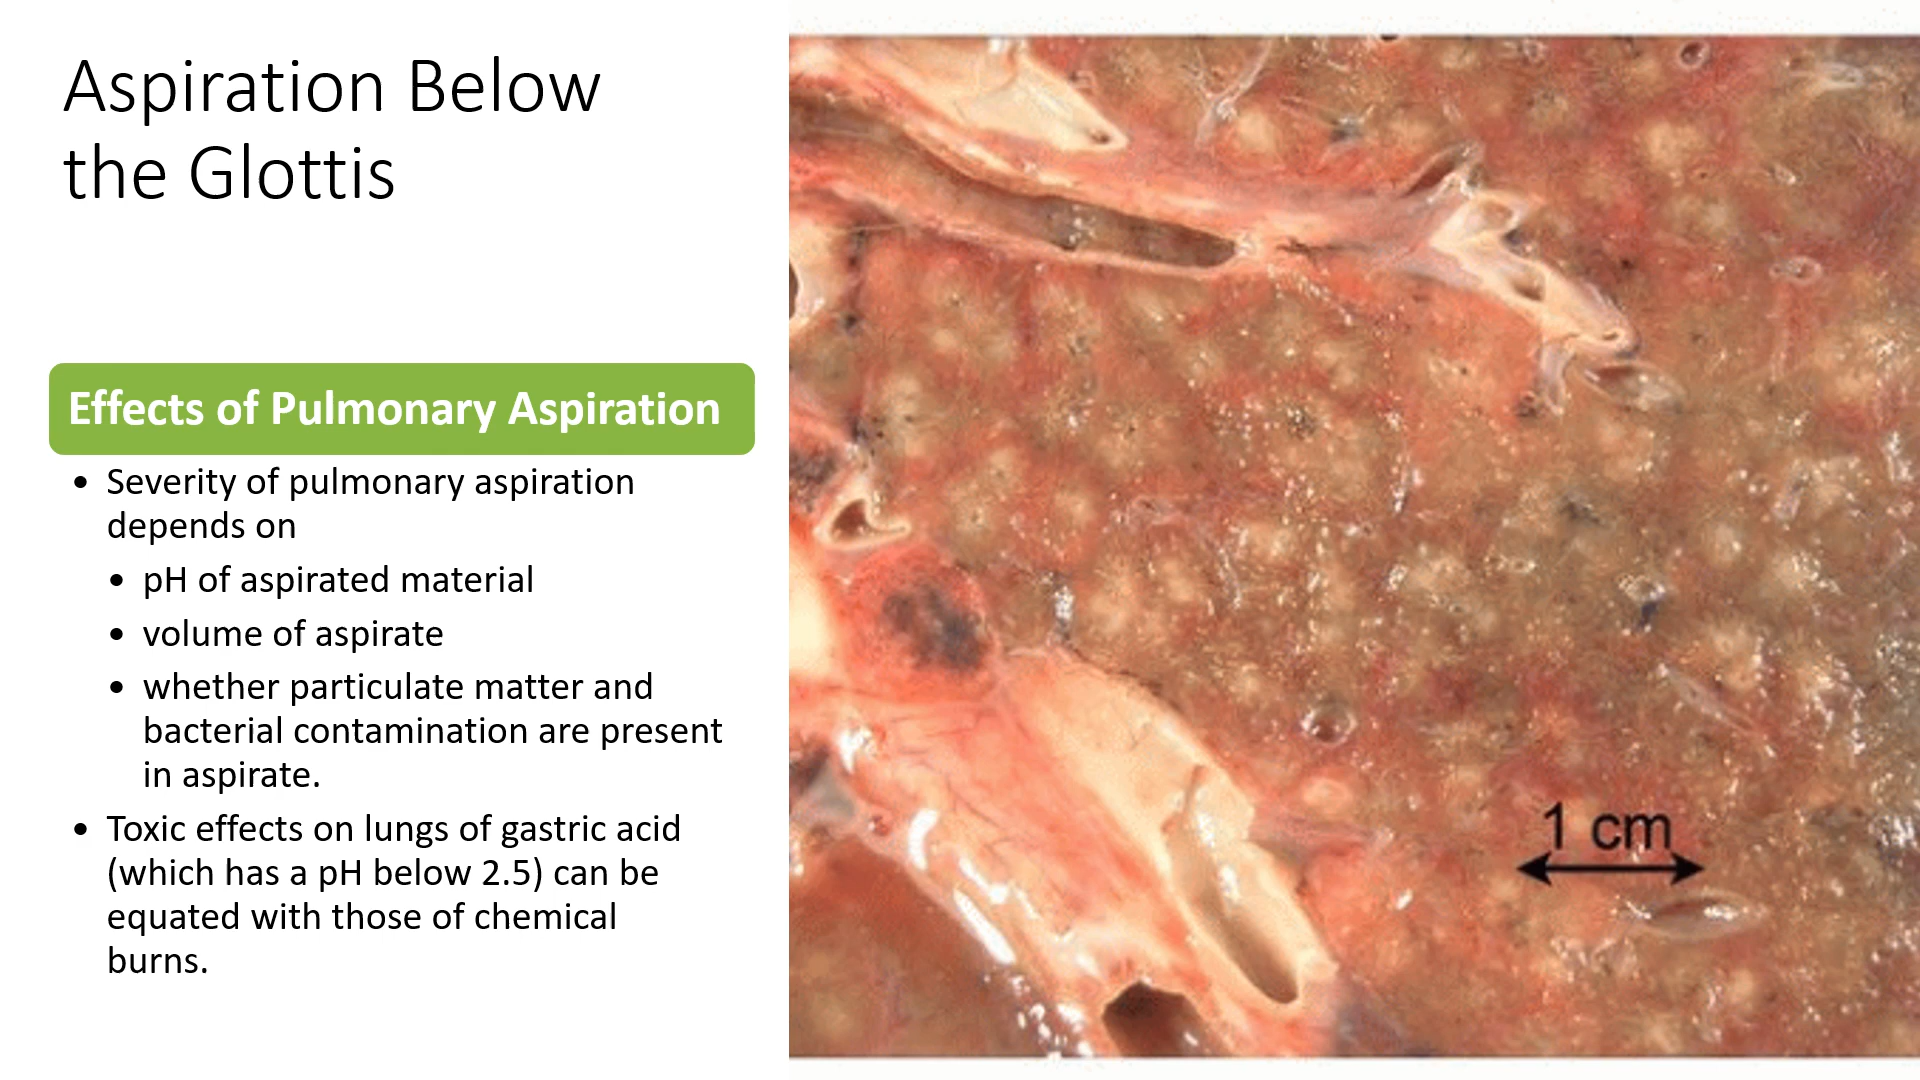 Aspiration Below
the Glottis
Effects of Pulmonary Aspiration
• Severity of pulmonary aspiration
depends on
• pH of aspirated material
• volume of aspirate
• whether particulate matter and
bacterial contamination are present
in aspirate.
• Toxic effects on lungs of gastric acid
(which has a pH below 2.5) can be
equated with those of chemical
burns.
1 cm